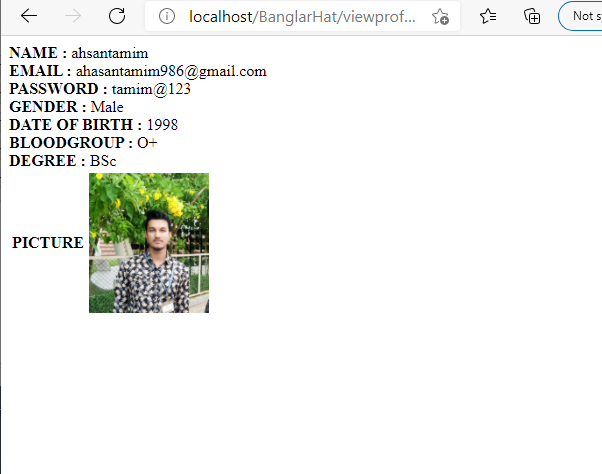 localhost/BanglarHat/viewprof...
Not s
NAME : ahsantamim
EMAIL : ahasantamim986@gmail.com
PASSWORD : tamim@123
GENDER : Male
DATE OF BIRTH : 1998
BLOODGROUP : O+
DEGREE : BSc
PICTURE